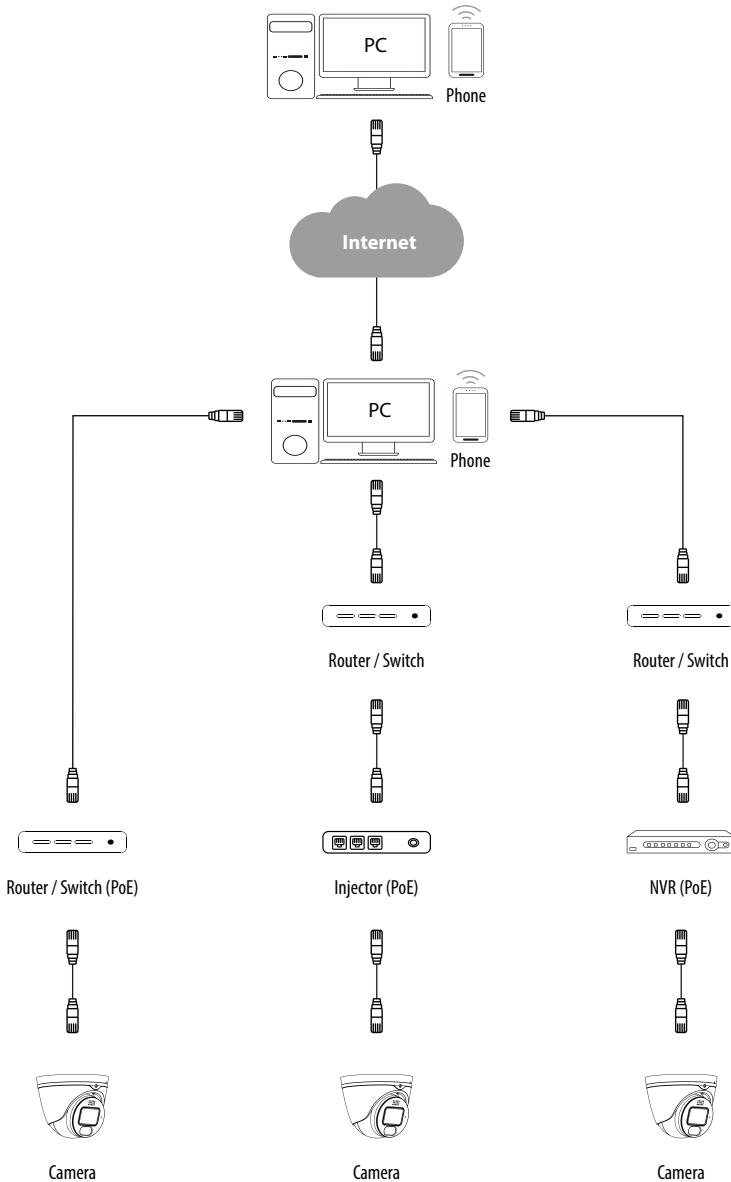 PC
Phone
Internet
PC
Phone
Router / Switch
Router / Switch
Router / Switch (PoE)
Injector (PoE)
NVR (PoE)
Camera
Camera
Camera